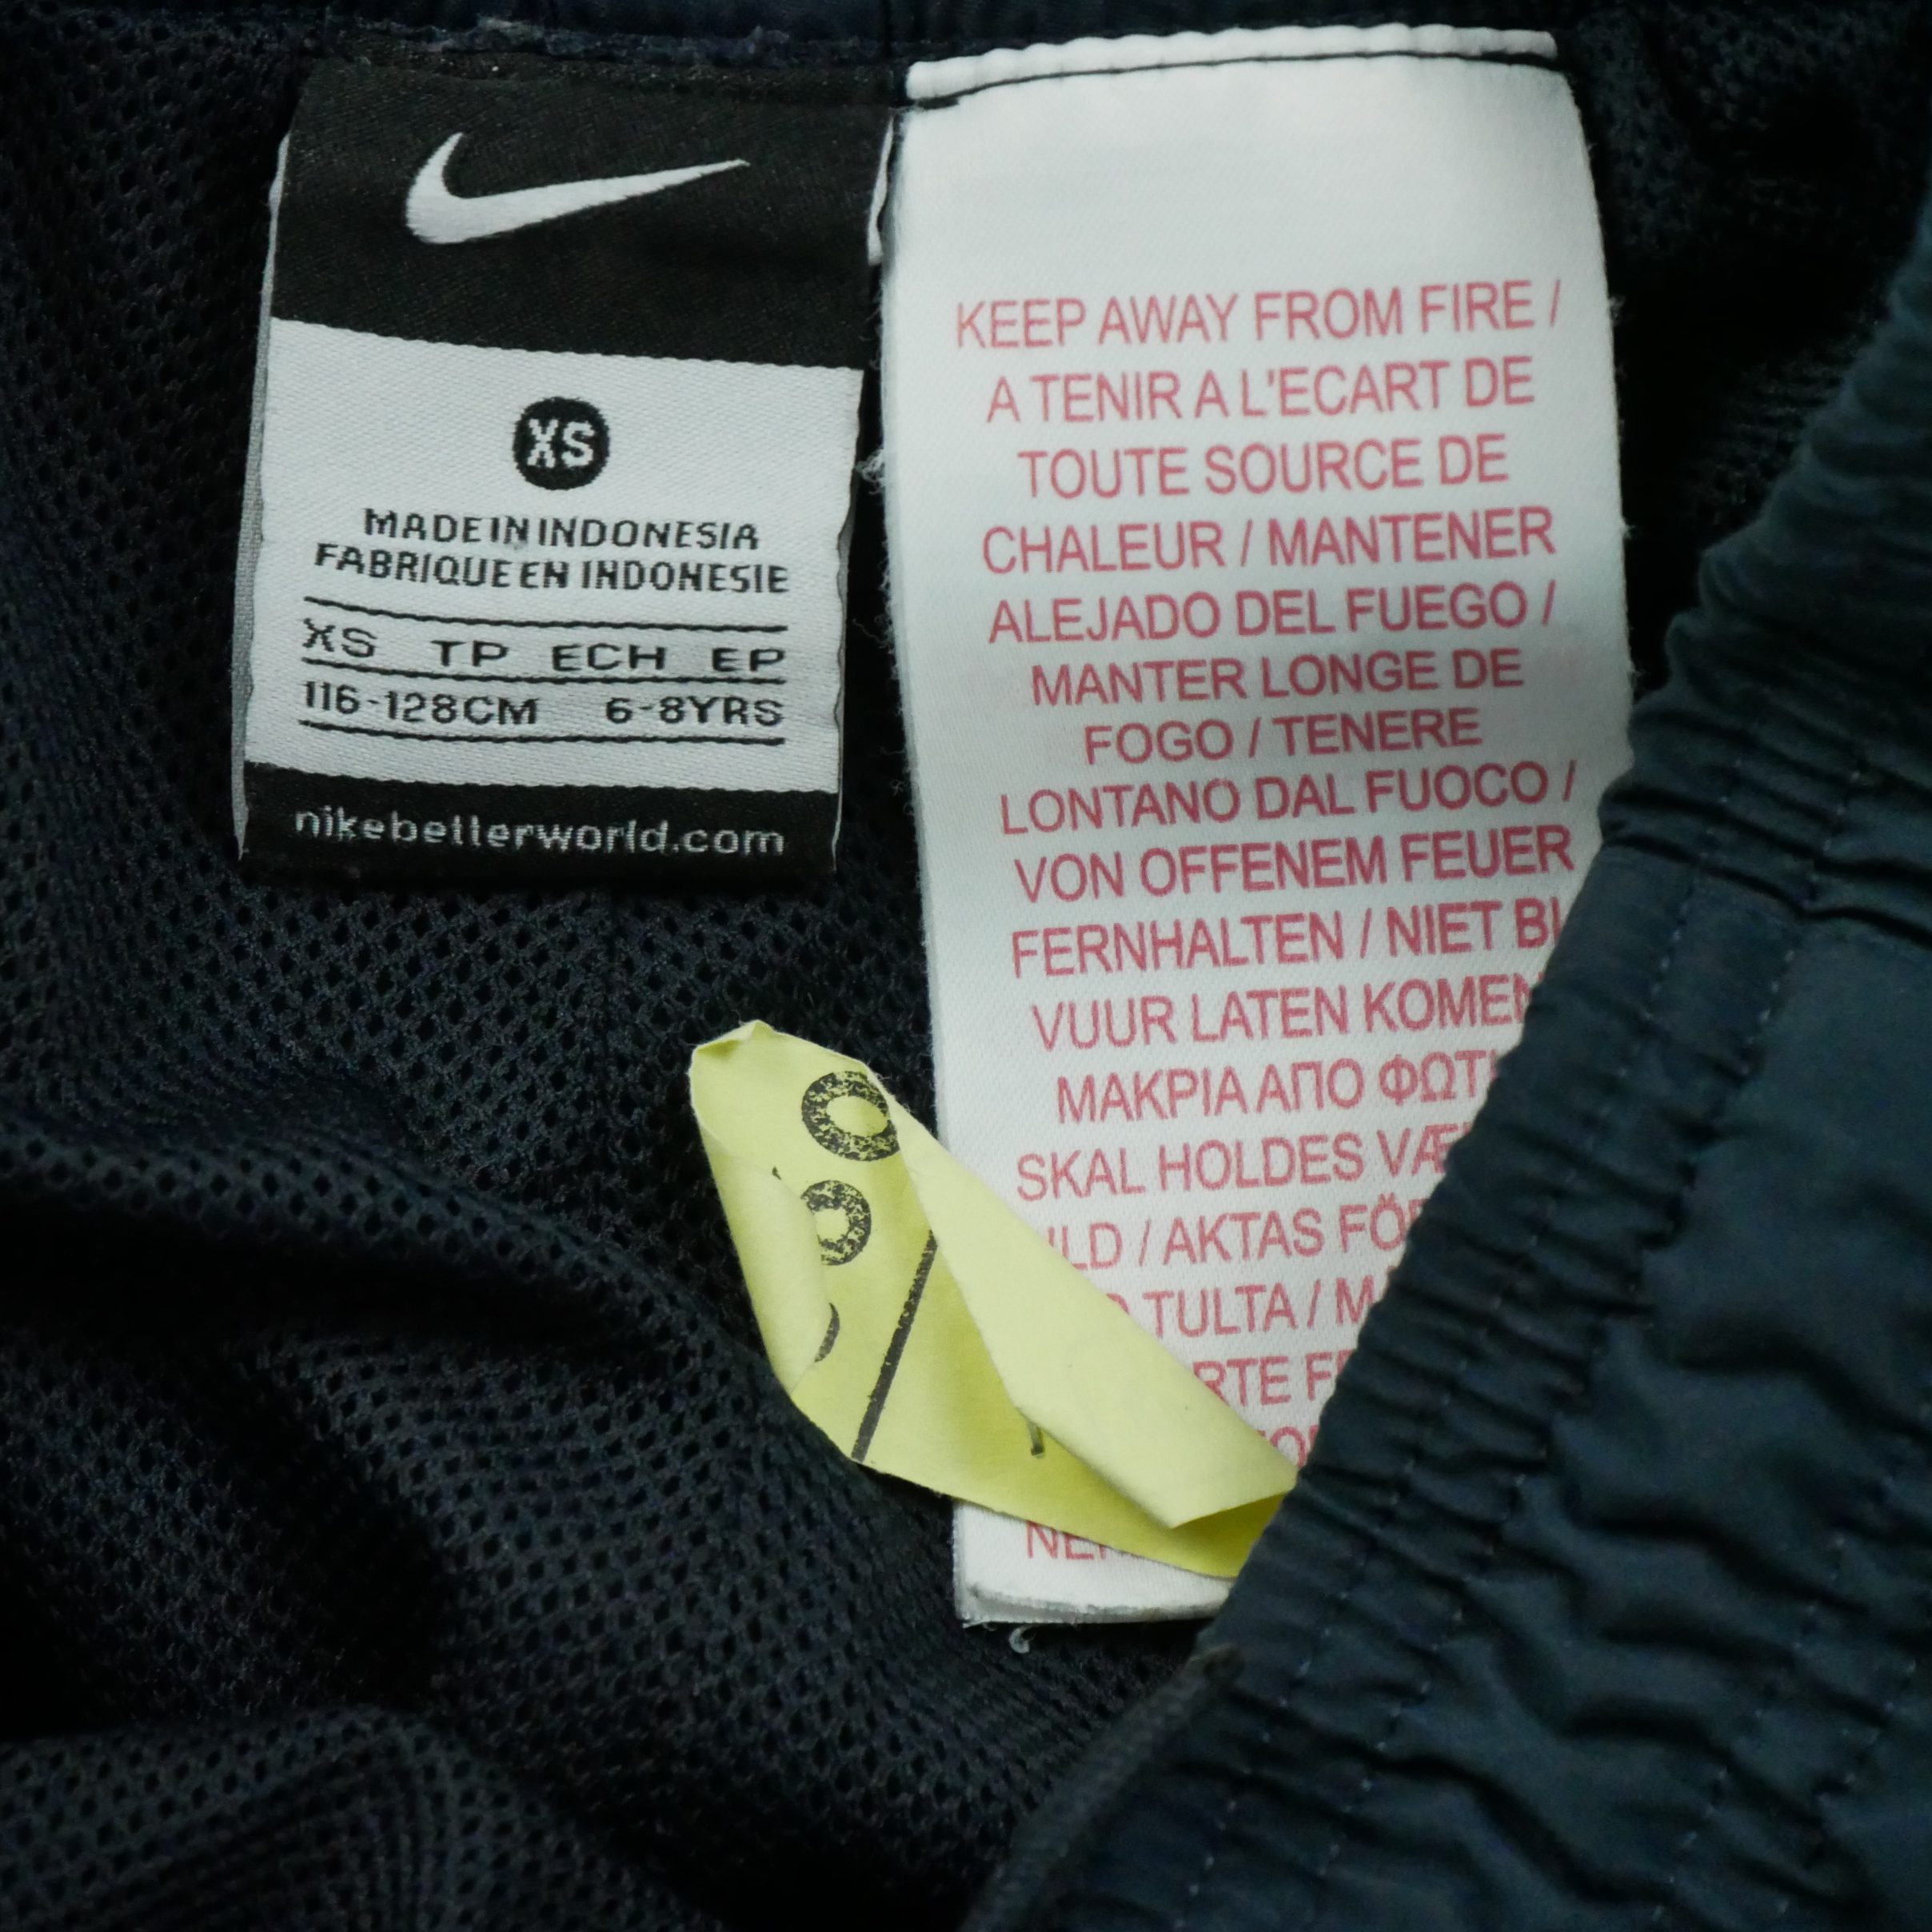 XS
MADE IN INDONESIA
FABRIQUE EN INDONESIE
XS TP ECH EP
116-128CM 6-8YRS
nikebetterworld.com
KEEP AWAY FROM FIRE /
A TENIR A L'ECART DE
TOUTE SOURCE DE
CHALEUR / MANTENER
ALEJADO DEL FUEGO /
MANTER LONGE DE
FOGO / TENERE
LONTANO DAL FUOCO /
VON OFFENEM FEUER
FERNHALTEN / NIET
VUUR LATEN KOMEN
ΜΑΚΡΙΑ ΑΠΟ
SKAL HOLDES
/ AKTAS
TULTA /